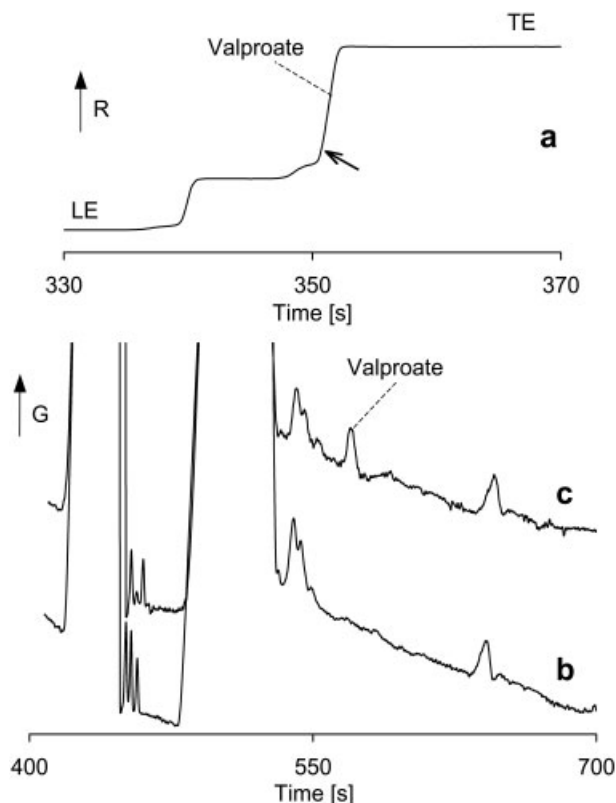 TE
Valproate
R
a
LE
330 350 370
Time [s]
Valproate
G
c
b
400 550 700
Time [s]